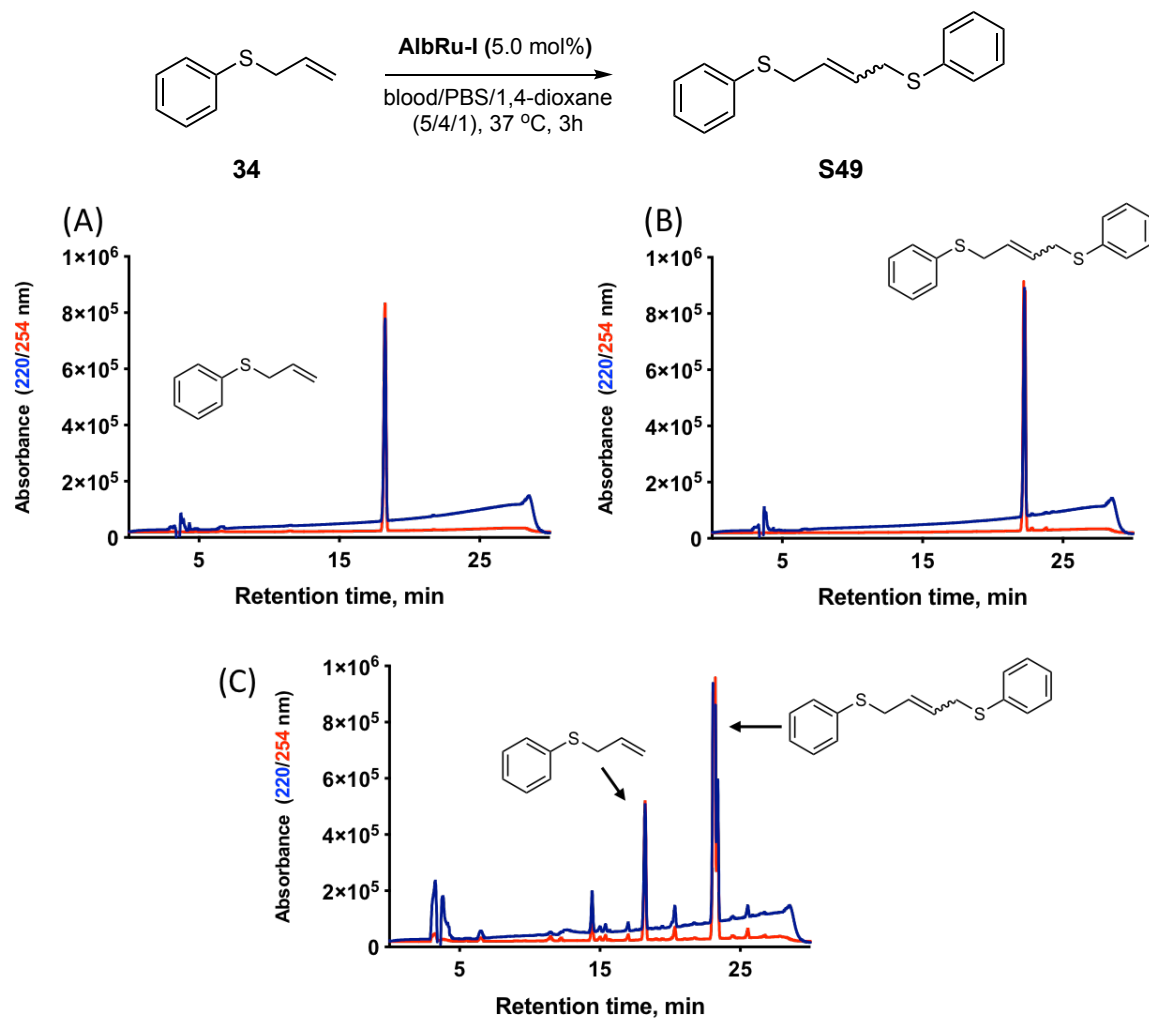 S
AlbRu-I (5.0 mol%)
blood/PBS/1,4-dioxane
(5/4/1), 37 °C, 3h
S
S
34
S49
(A)
Absorbance (220/254 nm)
1×10⁶
8×10⁵
6×10⁵
4×10⁵
2×10⁵
0
S
5
15
25
Retention time, min
(B)
Absorbance (220/254 nm)
1×10⁶
8×10⁵
6×10⁵
4×10⁵
2×10⁵
0
S
S
5
15
25
Retention time, min
(C)
Absorbance (220/254 nm)
1×10⁶
8×10⁵
6×10⁵
4×10⁵
2×10⁵
0
S
S
S
5
15
25
Retention time, min